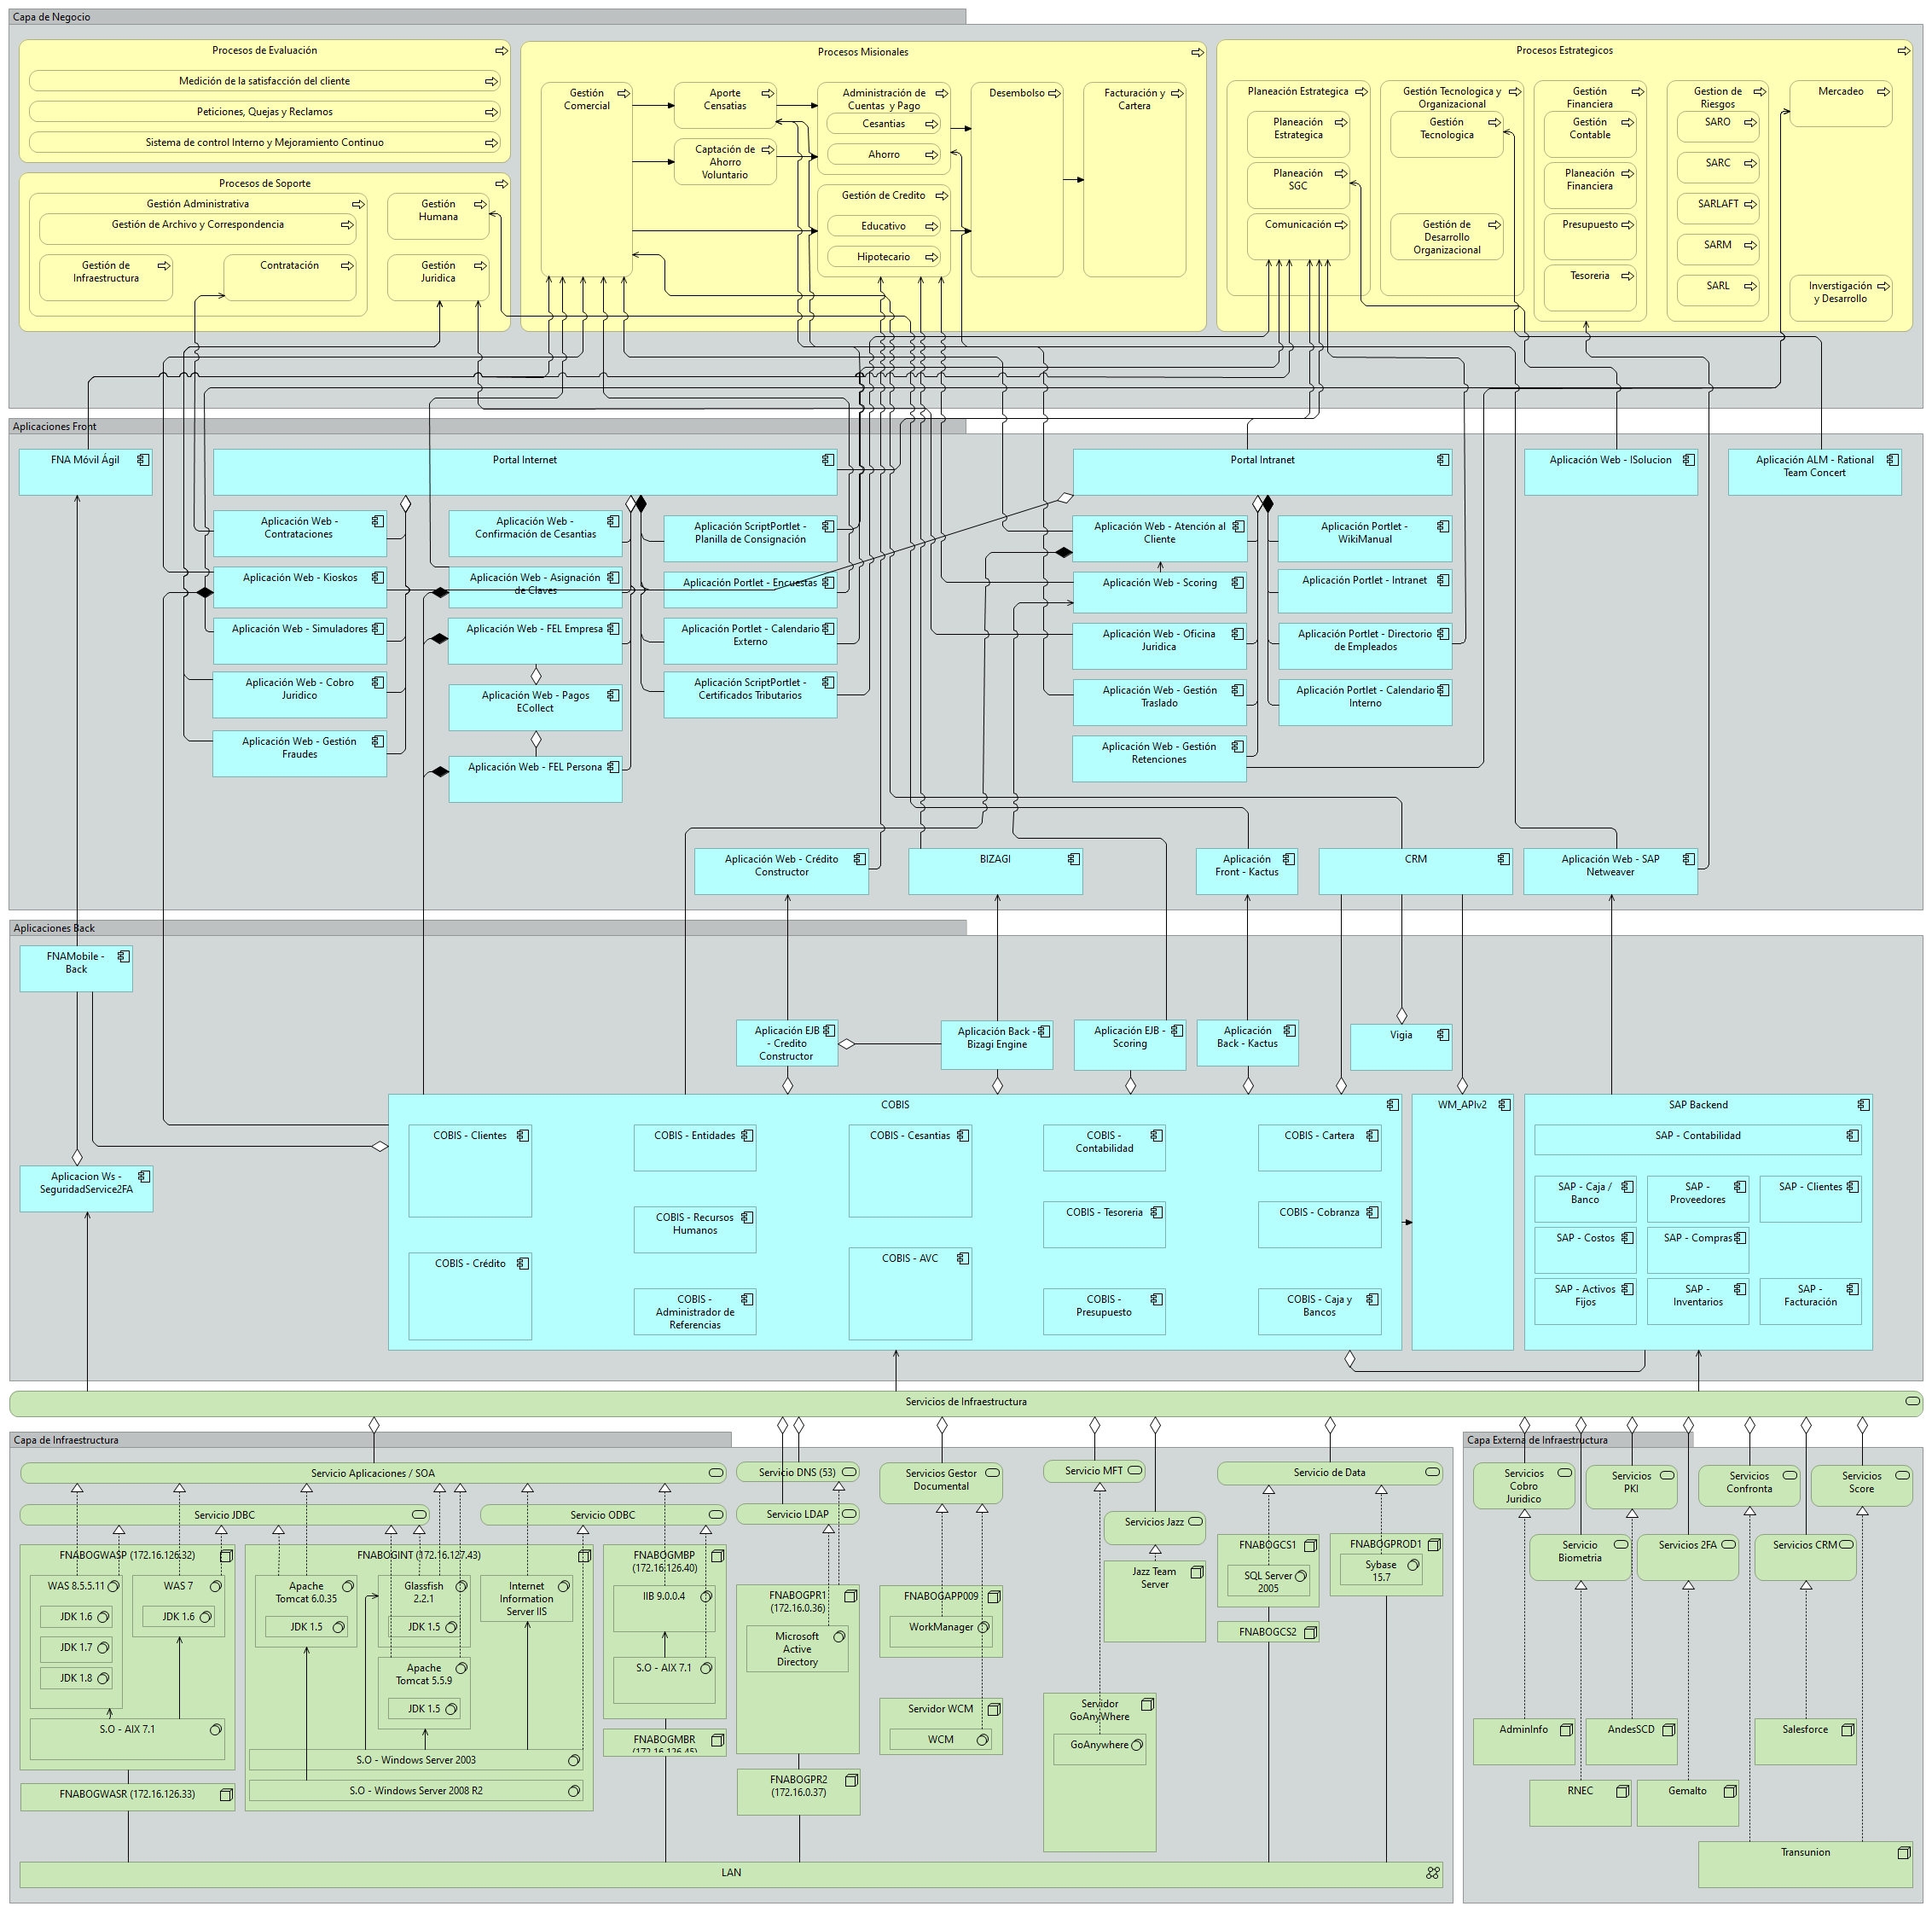 Capa de Negocio
Procesos de Evaluación
Medición de la satisfacción del cliente
Peticiones, Quejas y Reclamos
Sistema de control Interno y Mejoramiento Continuo
Procesos de Soporte
Gestión Administrativa
Gestión de Archivo y Correspondencia
Gestión de
Infraestructura
Contratación
Gestión
Humana
Gestión
Juridica
Procesos Misionales
Gestión
Comercial
Aporte
Censatias
Captación de
Ahorro
Voluntario
Administración de
Cuentas y Pago
Cesantias
Ahorro
Gestión de Credito
Educativo
Hipotecario
Desembolso
Facturación y
Cartera
Procesos Estrategicos
Planeación Estrategica
Planeación
Estrategica
Planeación
SGC
Comunicación
Gestión Tecnologica y
Organizacional
Gestión
Tecnologica
Gestión de
Desarrollo
Organizacional
Gestión
Financiera
Gestión
Contable
Planeación
Financiera
Presupuesto
Tesoreria
Gestion de
Riesgos
SARO
SARC
SARLAFT
SARM
SARL
Mercadeo
Inverstigación
y Desarrollo
Aplicaciones Front
FNA Móvil Ágil
Portal Internet
Portal Intranet
Aplicación Web - ISolucion
Aplicación ALM - Rational
Team Concert
Aplicación Web -
Contrataciones
Aplicación Web - Kioskos
Aplicación Web - Simuladores
Aplicación Web - Cobro
Juridico
Aplicación Web - Gestión
Fraudes
Aplicación Web -
Confirmación de Cesantias
Aplicación Web - Asignación
de Claves
Aplicación Web - FEL Empresa
Aplicación Web - Pagos
ECollect
Aplicación Web - FEL Persona
Aplicación ScriptPortlet -
Planilla de Consignación
Aplicación Portlet - Encuestas
Aplicación Portlet - Calendario
Externo
Aplicación ScriptPortlet -
Certificados Tributarios
Aplicación Web - Atención al
Cliente
Aplicación Web - Scoring
Aplicación Web - Oficina
Juridica
Aplicación Web - Gestión
Traslado
Aplicación Web - Gestión
Retenciones
Aplicación Portlet -
WikiManual
Aplicación Portlet - Intranet
Aplicación Portlet - Directorio
de Empleados
Aplicación Portlet - Calendario
Interno
Aplicación Web - Crédito
Constructor
BIZAGI
Aplicación
Front - Kactus
CRM
Aplicación Web - SAP
Netweaver
Aplicaciones Back
FNAMobile -
Back
Aplicación EJB
- Credito
Constructor
Aplicación Back -
Bizagi Engine
Aplicación EJB -
Scoring
Aplicación
Back - Kactus
Vigia
Aplicacion Ws -
SeguridadService2FA
COBIS
COBIS - Clientes
COBIS - Crédito
COBIS - Entidades
COBIS - Recursos
Humanos
COBIS -
Administrador de
Referencias
COBIS - Cesantias
COBIS - AVC
COBIS -
Contabilidad
COBIS - Tesoreria
COBIS -
Presupuesto
COBIS - Cartera
COBIS - Cobranza
COBIS - Caja y
Bancos
WM_APIv2
SAP Backend
SAP - Contabilidad
SAP - Caja /
Banco
SAP -
Proveedores
SAP - Clientes
SAP - Costos
SAP - Compras
SAP - Activos
Fijos
SAP -
Inventarios
SAP -
Facturación
Servicios de Infraestructura
Capa de Infraestructura
Servicio Aplicaciones / SOA
Servicio JDBC
Servicio ODBC
FNABOGWASP (172.16.126.32)
WAS 8.5.5.11
JDK 1.6
JDK 1.7
JDK 1.8
WAS 7
JDK 1.6
S.O - AIX 7.1
FNABOGWASR (172.16.126.33)
FNABOGINT (172.16.127.43)
Apache
Tomcat 6.0.35
JDK 1.5
Glassfish
2.2.1
JDK 1.5
Apache
Tomcat 5.5.9
JDK 1.5
Internet
Information
Server IIS
S.O - Windows Server 2003
S.O - Windows Server 2008 R2
FNABOGMBP
(172.16.126.40)
IIB 9.0.0.4
S.O - AIX 7.1
FNABOGMBR
(172.16.126.45)
Servicio DNS (53)
Servicio LDAP
FNABOGPR1
(172.16.0.36)
Microsoft
Active
Directory
FNABOGPR2
(172.16.0.37)
Servicios Gestor
Documental
FNABOGAPP009
WorkManager
Servidor WCM
WCM
Servicio MFT
Servicios Jazz
Jazz Team
Server
Servidor
GoAnyWhere
GoAnywhere
Servicio de Data
FNABOGCS1
SQL Server
2005
FNABOGCS2
FNABOGPROD1
Sybase
15.7
LAN
Capa Externa de Infraestructura
Servicios
Cobro
Juridico
Servicios
PKI
Servicios
Confronta
Servicios
Score
Servicio
Biometria
Servicios 2FA
Servicios CRM
AdminInfo
AndesSCD
Salesforce
RNEC
Gemalto
Transunion